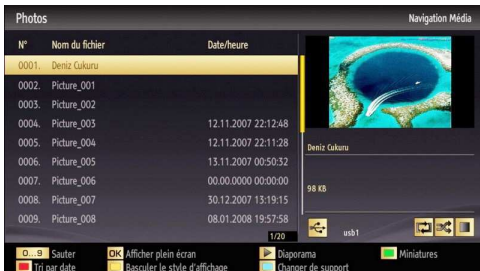 Photos Navigation Média
N° Nom du fichier Date/heure
0001. Deniz Cukuru
0002. Picture_001
0003. Picture_002
0004. Picture_003 12.11.2007 22:12:48
0005. Picture_004 12.11.2007 22:11:28
0006. Picture_005 13.11.2007 00:50:32
0007. Picture_006 00.00.0000 00:00:00
0008. Picture_007 30.12.2007 13:19:15
0009. Picture_008 08.01.2008 19:57:58
1/20
Deniz Cukuru
98 KB
usb1
0...9 Sauter OK Afficher plein écran Diaporama Miniatures
Tri par date Basculer le style d'affichage Changer de support